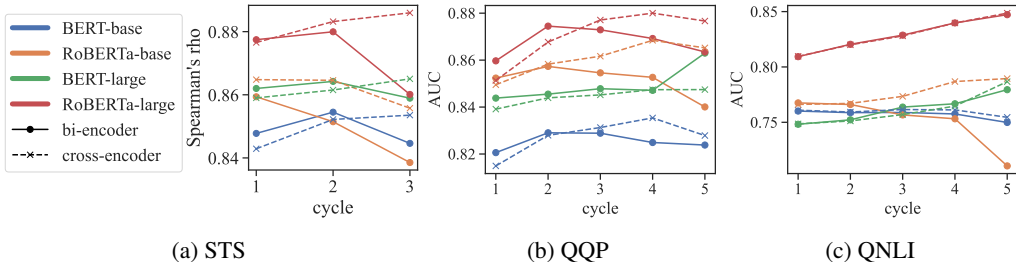 BERT-base
RoBERTa-base
BERT-large
RoBERTa-large
bi-encoder
cross-encoder
Spearman's rho
0.88
0.86
0.84
1 2 3
cycle
(a) STS
AUC
0.88
0.86
0.84
0.82
1 2 3 4 5
cycle
(b) QQP
AUC
0.85
0.80
0.75
1 2 3 4 5
cycle
(c) QNLI